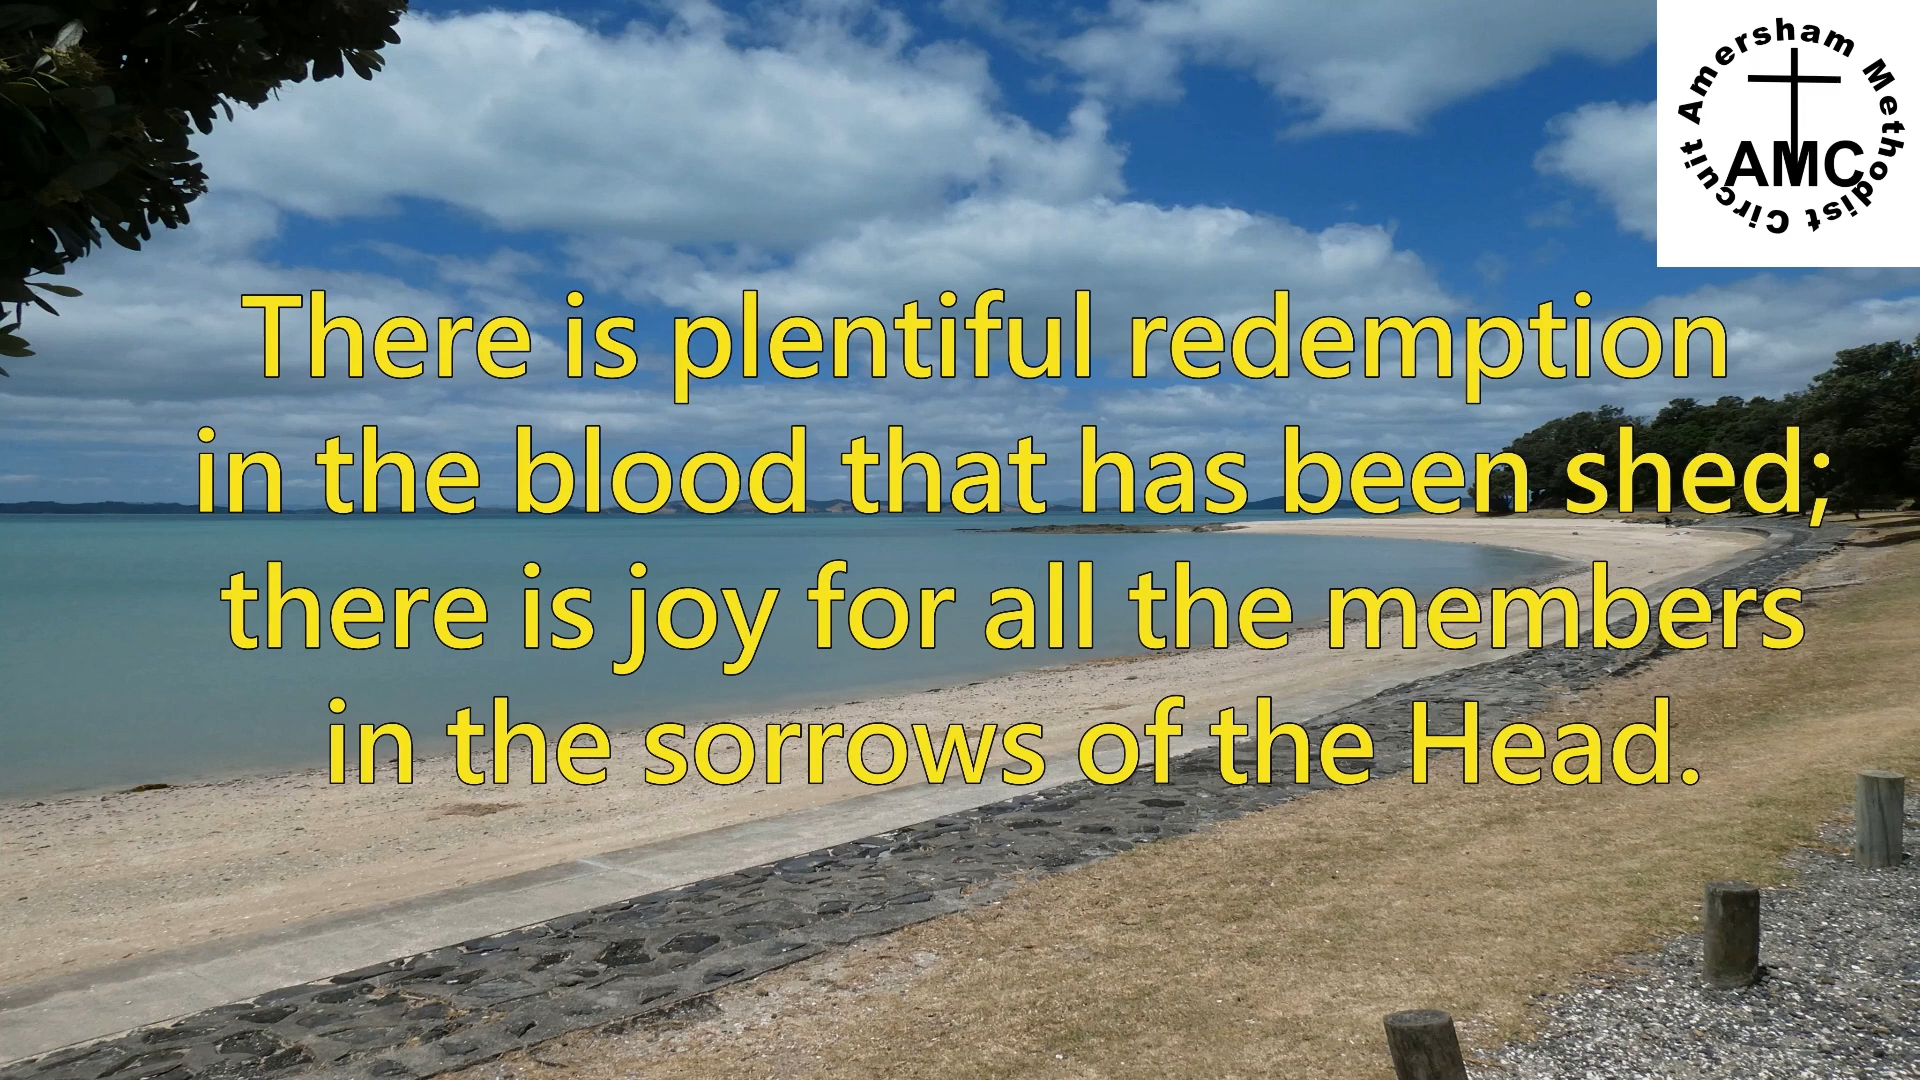 Amersham Methodist Circuit
AMC
There is plentiful redemption
in the blood that has been shed;
there is joy for all the members
in the sorrows of the Head.